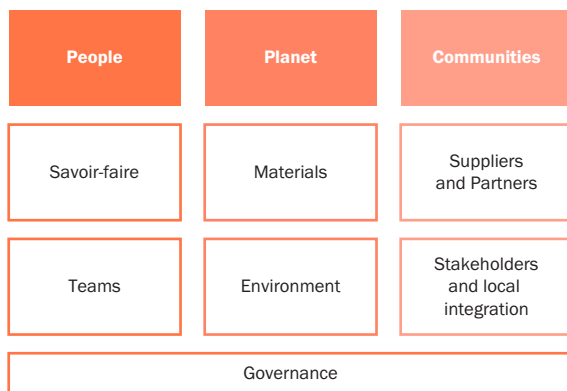 People
Planet
Communities
Savoir-faire
Materials
Suppliers
and Partners
Teams
Environment
Stakeholders
and local
integration
Governance